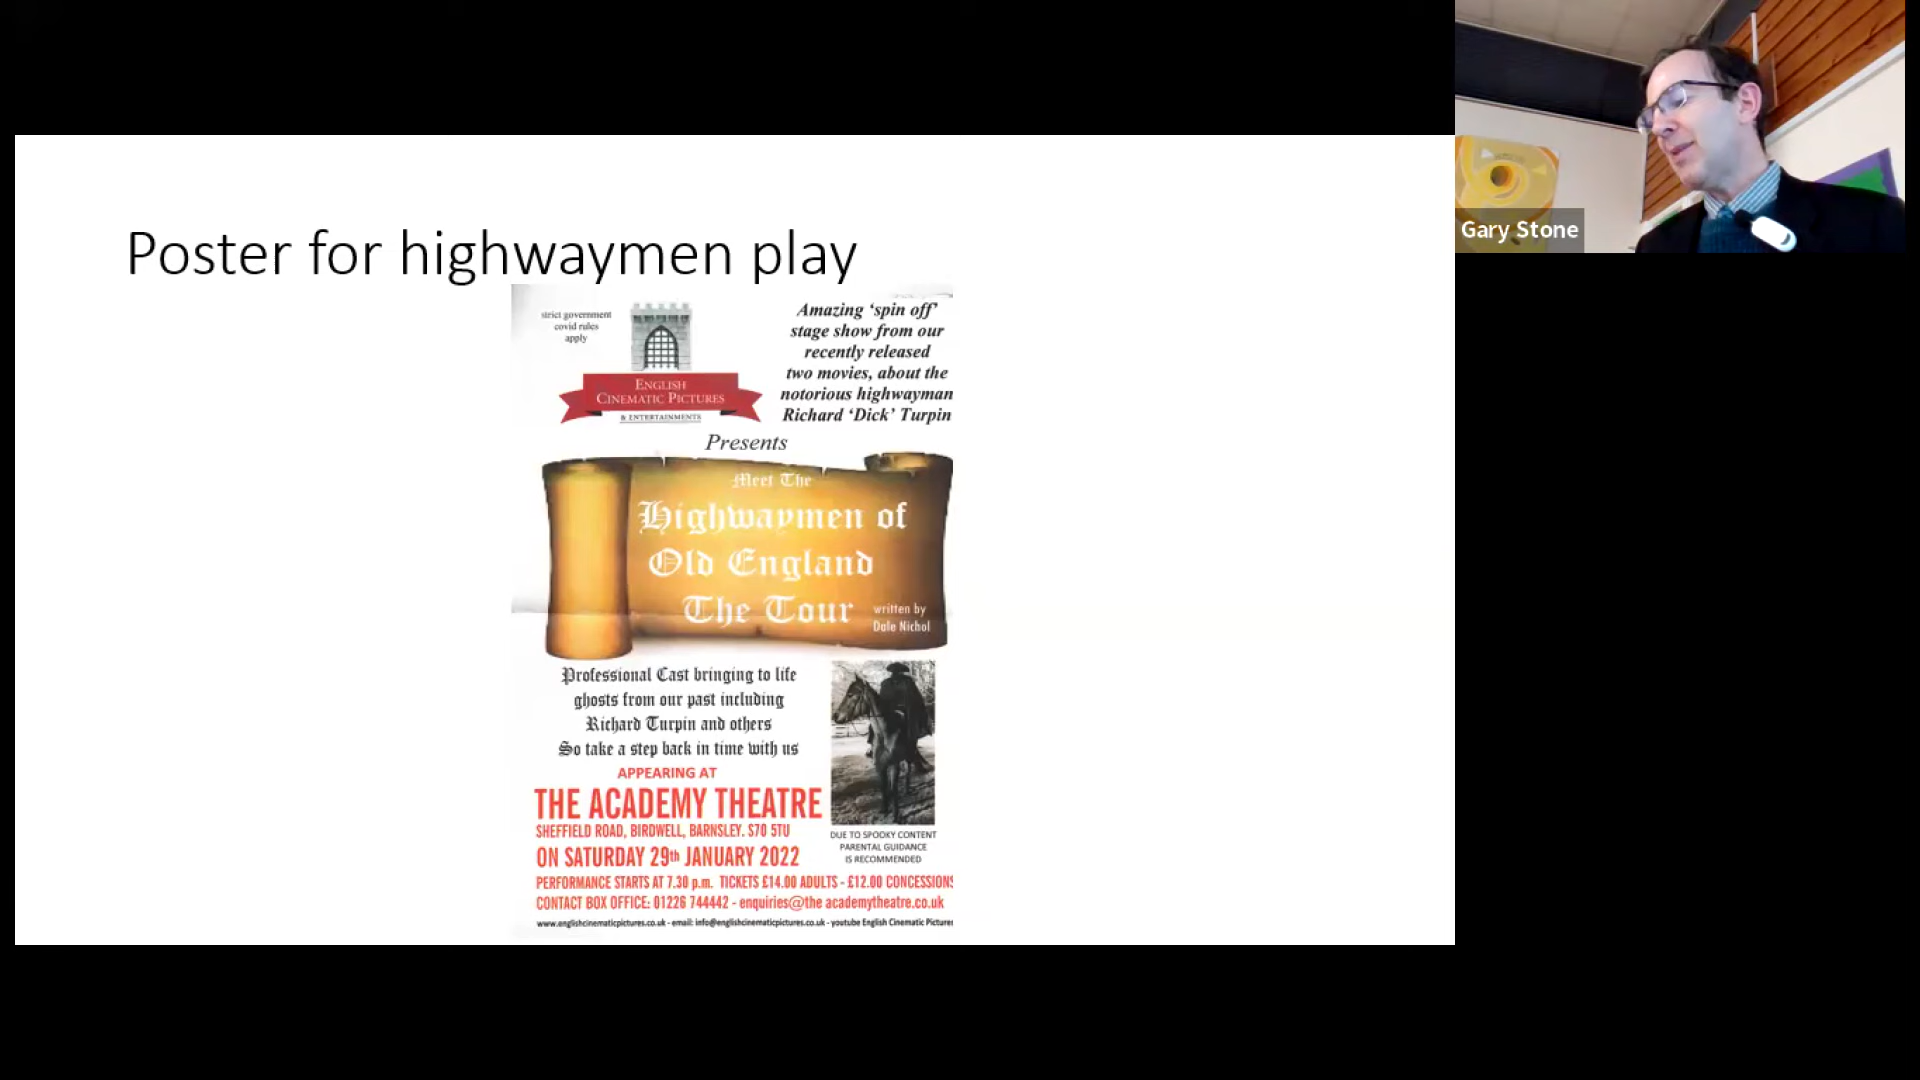 Poster for highwaymen play
strict government
covid rules
apply
ENGLISH
CINEMATIC PICTURES
& ENTERTAINMENTS
Amazing ‘spin off’
stage show from our
recently released
two movies, about the
notorious highwayman
Richard ‘Dick’ Turpin
Presents
Meet The
Highwaymen of
Old England
The Tour
written by
Dale Nichol
Professional Cast bringing to life
ghosts from our past including
Richard Turpin and others
So take a step back in time with us
APPEARING AT
THE ACADEMY THEATRE
SHEFFIELD ROAD, BIRDWELL, BARNSLEY. S70 5TU
ON SATURDAY 29th JANUARY 2022
DUE TO SPOOKY CONTENT
PARENTAL GUIDANCE
IS RECOMMENDED
PERFORMANCE STARTS AT 7.30 p.m. TICKETS £14.00 ADULTS - £12.00 CONCESSIONS
CONTACT BOX OFFICE: 01226 744442 - enquiries@the academytheatre.co.uk
www.englishcinematicpictures.co.uk - email: info@englishcinematicpictures.co.uk - youtube English Cinematic Pictures
Gary Stone